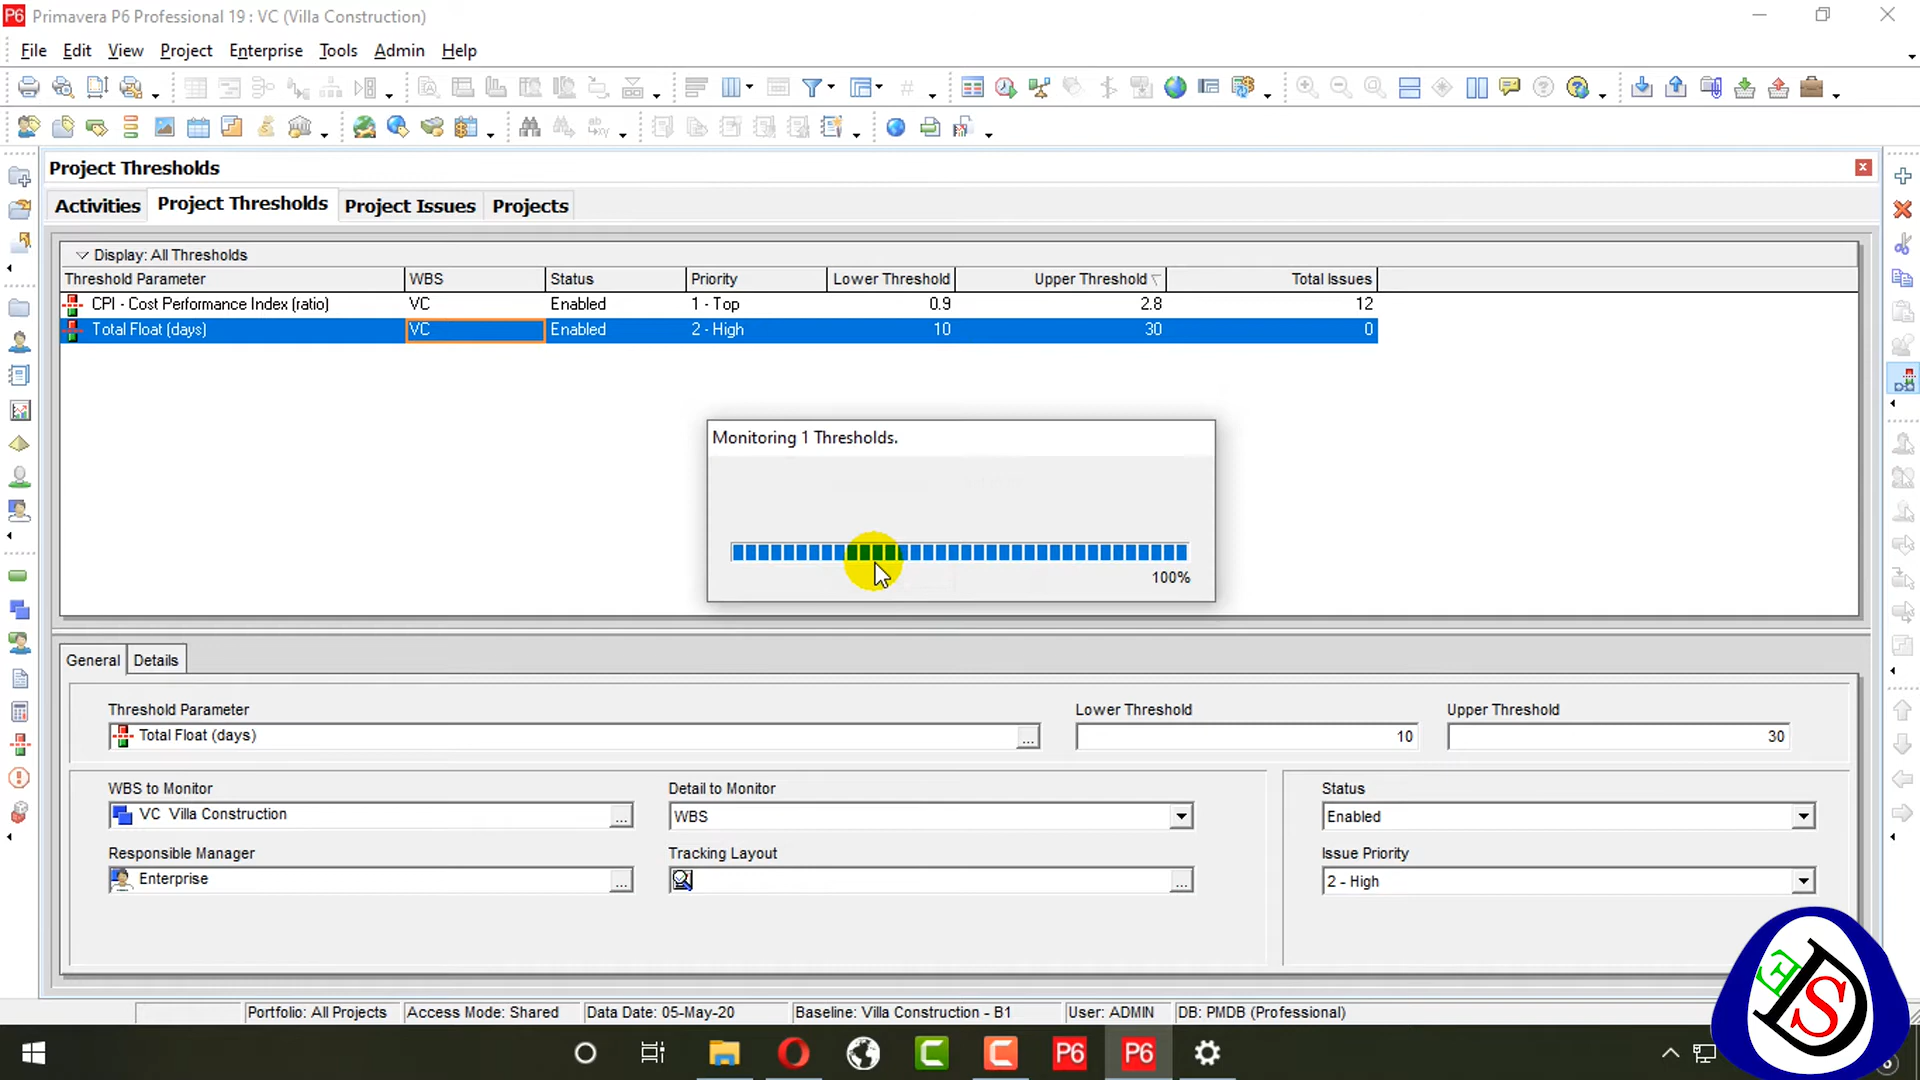 P6 Primavera P6 Professional 19 : VC (Villa Construction)
File Edit View Project Enterprise Tools Admin Help
Project Thresholds
Activities Project Thresholds Project Issues Projects
Display: All Thresholds
Threshold Parameter WBS Status Priority Lower Threshold Upper Threshold Total Issues
CPI - Cost Performance Index (ratio) VC Enabled 1 - Top 0.9 2.8 12
Total Float (days) VC Enabled 2 - High 10 30 0
Monitoring 1 Thresholds.
100%
General Details
Threshold Parameter Lower Threshold Upper Threshold
Total Float (days) ... 10 30
WBS to Monitor Detail to Monitor Status
VC Villa Construction ... WBS Enabled
Responsible Manager Tracking Layout Issue Priority
Enterprise ... ... 2 - High
Portfolio: All Projects Access Mode: Shared Data Date: 05-May-20 Baseline: Villa Construction - B1 User: ADMIN DB: PMDB (Professional)
P6 P6
E D S